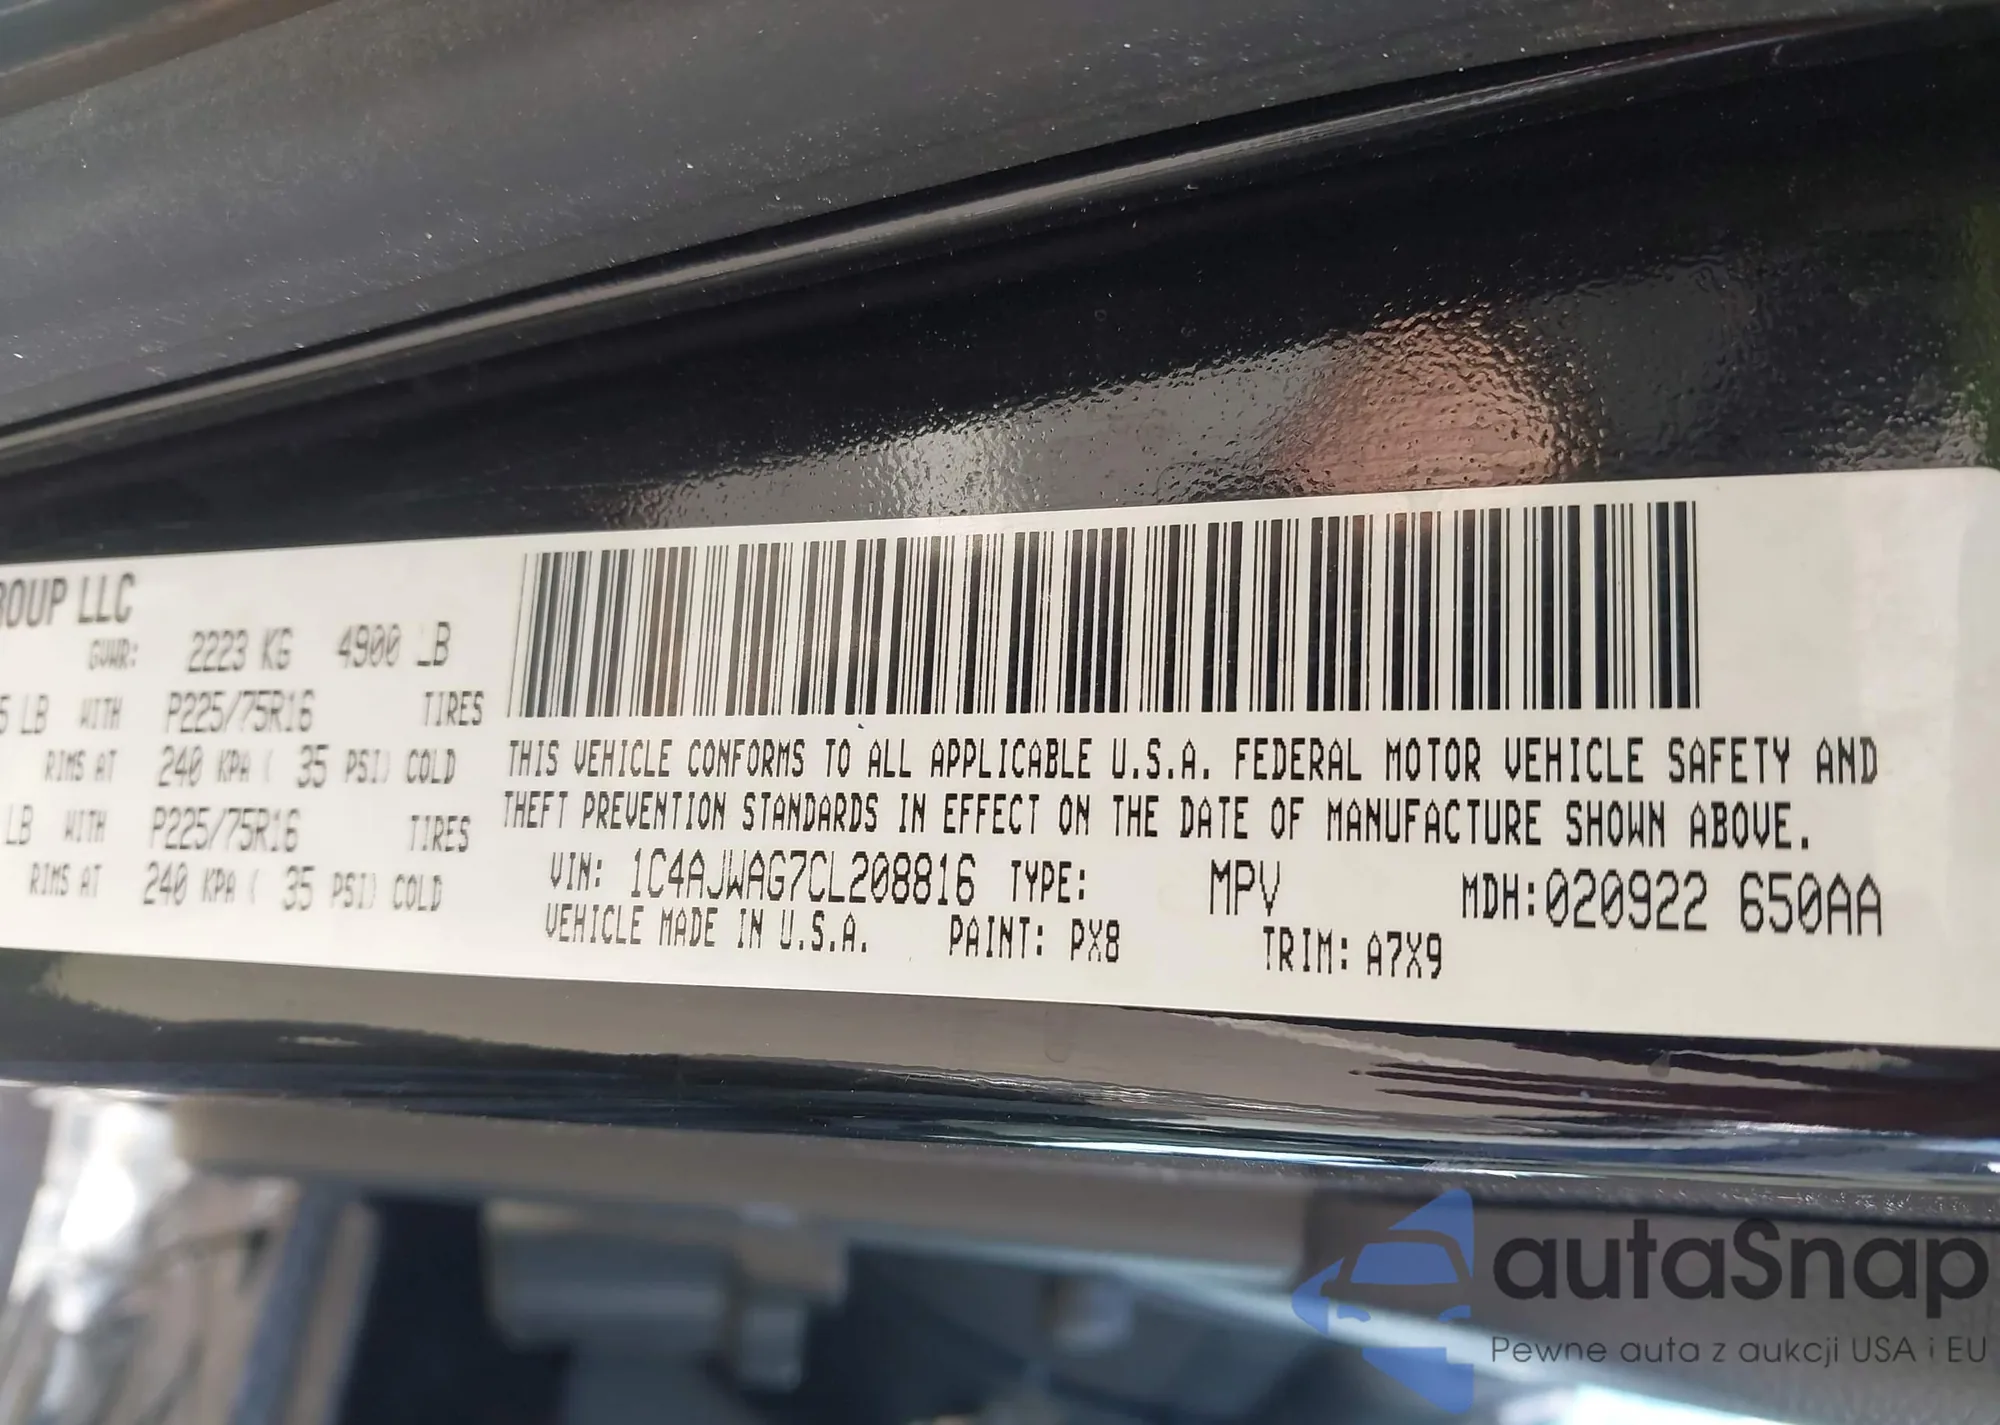 ROUP LLC
GVWR: 2223 KG 4900 LB
5 LB WITH P225/75R16 TIRES
RIMS AT 240 KPA ( 35 PSI) COLD
LB WITH P225/75R16 TIRES
RIMS AT 240 KPA ( 35 PSI) COLD
THIS VEHICLE CONFORMS TO ALL APPLICABLE U.S.A. FEDERAL MOTOR VEHICLE SAFETY AND
THEFT PREVENTION STANDARDS IN EFFECT ON THE DATE OF MANUFACTURE SHOWN ABOVE.
VIN: 1C4AJWAG7CL208816 TYPE: MPV MDH:020922 650AA
VEHICLE MADE IN U.S.A. PAINT: PX8 TRIM: A7X9
autaSnap
Pewne auta z aukcji USA i EU